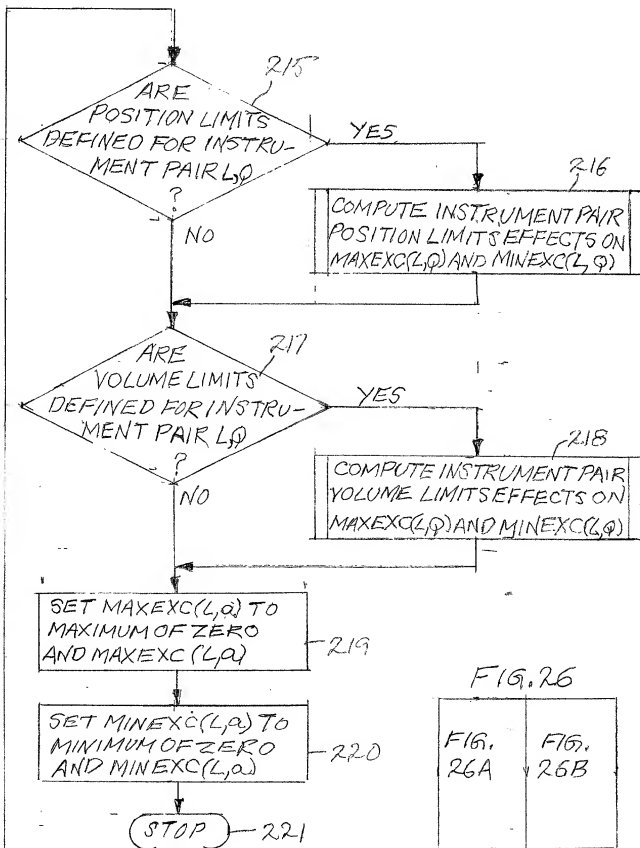 215
ARE
POSITION LIMITS
DEFINED FOR INSTRU-
MENT PAIR L,Q
?
YES
NO
216
COMPUTE INSTRUMENT PAIR
POSITION LIMITS EFFECTS ON
MAXEXC(L,Q) AND MINEXC(L,Q)
217
ARE
VOLUME LIMITS
DEFINED FOR INSTRU-
MENT PAIR L,Q
?
YES
NO
218
COMPUTE INSTRUMENT PAIR
VOLUME LIMITS EFFECTS ON
MAXEXC(L,Q) AND MINEXC(L,Q)
SET MAXEXC(L,Q) TO
MAXIMUM OF ZERO
AND MAXEXC(L,Q)
219
SET MINEXC(L,Q) TO
MINIMUM OF ZERO
AND MINEXC(L,Q)
220
STOP
221
FIG.26
FIG.
26A
FIG.
26B